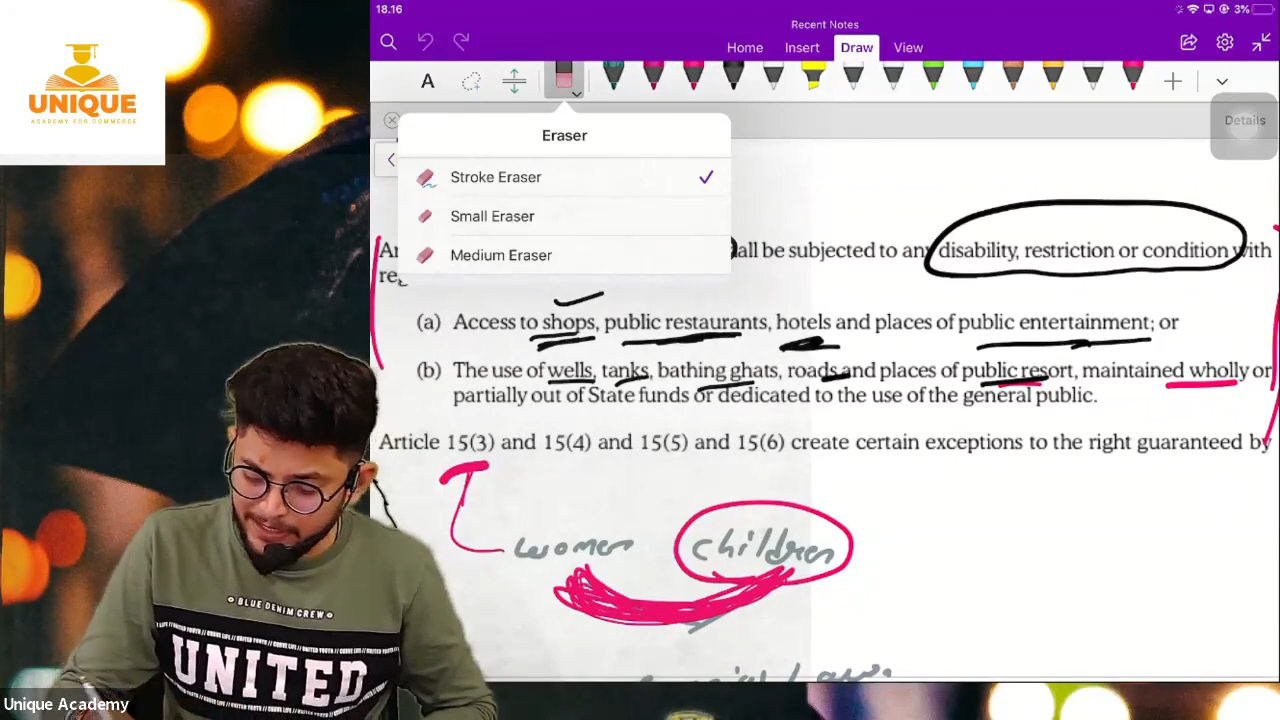 18.16
3%
Recent Notes
Home Insert Draw View
UNIQUE
ACADEMY FOR COMMERCE
A
Details
Eraser
Stroke Eraser
Small Eraser
Medium Eraser
all be subjected to any disability, restriction or condition with
(a) Access to shops, public restaurants, hotels and places of public entertainment; or
(b) The use of wells, tanks, bathing ghats, roads and places of public resort, maintained wholly or
partially out of State funds or dedicated to the use of the general public.
Article 15(3) and 15(4) and 15(5) and 15(6) create certain exceptions to the right guaranteed by
women children
Law.
BLUE DENIM CREW
UNITED
Unique Academy